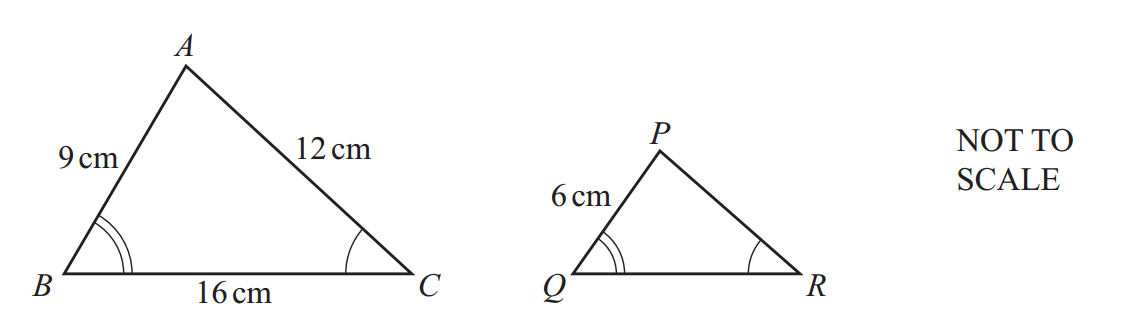 A
9 cm
12 cm
B
16 cm
C
P
6 cm
Q
R
NOT TO
SCALE